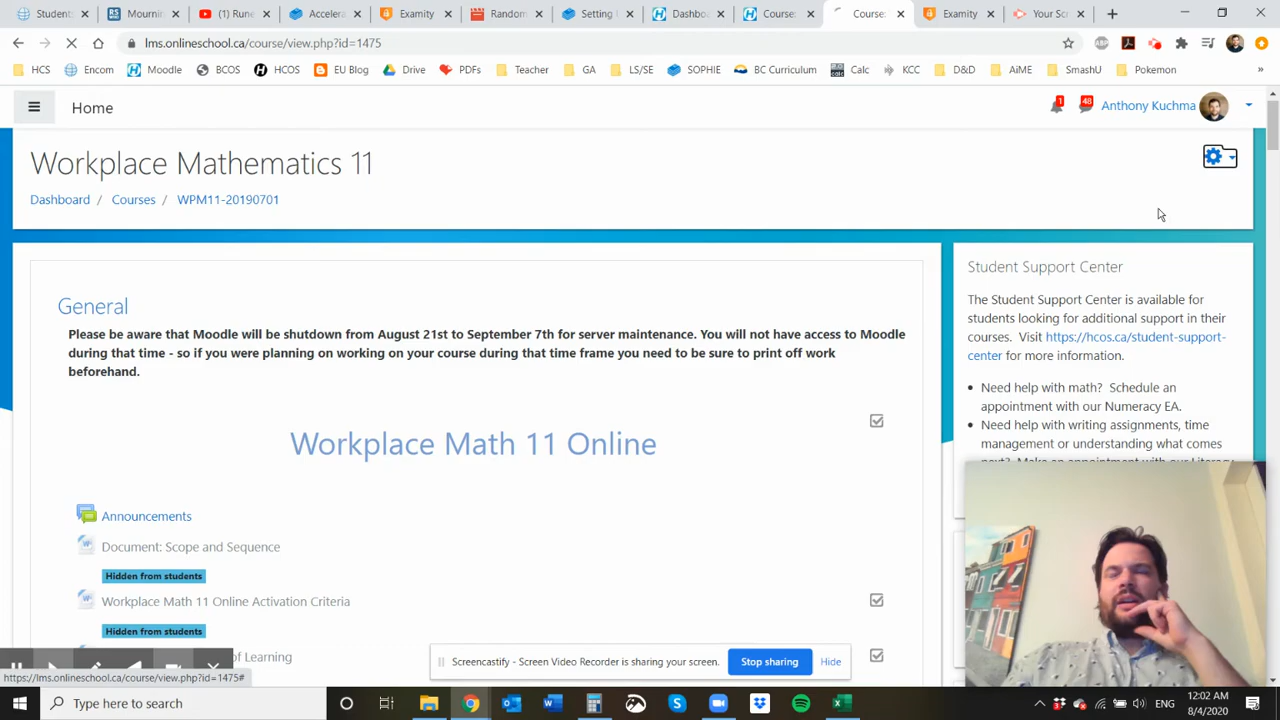 Students
Mournin
(1) Rune
Accelera
Examity
Random
Setting
Dashbo
Course:
Course:
Examity
Your Scr
lms.onlineschool.ca/course/view.php?id=1475
HCS
Encom
Moodle
BCOS
HCOS
EU Blog
Drive
PDFs
Teacher
GA
LS/SE
SOPHIE
BC Curriculum
Calc
KCC
D&D
AiME
SmashU
Pokemon
»
Home
1
48
Anthony Kuchma
Workplace Mathematics 11
Dashboard / Courses / WPM11-20190701
General
Please be aware that Moodle will be shutdown from August 21st to September 7th for server maintenance. You will not have access to Moodle
during that time - so if you were planning on working on your course during that time frame you need to be sure to print off work
beforehand.
Workplace Math 11 Online
Announcements
Document: Scope and Sequence
Hidden from students
Workplace Math 11 Online Activation Criteria
Hidden from students
of Learning
Student Support Center
The Student Support Center is available for
students looking for additional support in their
courses. Visit https://hcos.ca/student-support-
center for more information.
Need help with math? Schedule an
appointment with our Numeracy EA.
Need help with writing assignments, time
management or understanding what comes
next? Make an appointment with our Literacy
Screencastify - Screen Video Recorder is sharing your screen.
Stop sharing
Hide
https://lms.onlineschool.ca/course/view.php?id=1475#
Type here to search
ENG
12:02 AM
8/4/2020